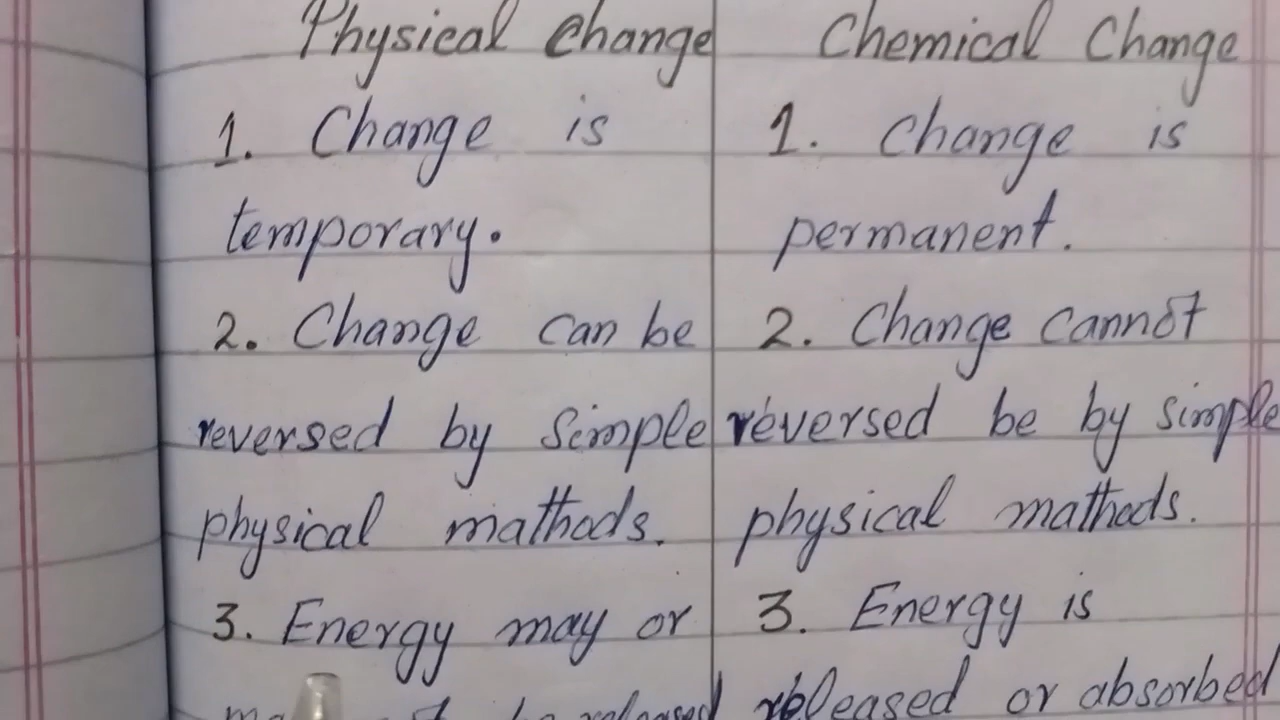 Physical change
1. Change is
temporary.
2. Change can be
reversed by simple
physical mathods.
3. Energy may or
be released
Chemical Change
1. Change is
permanent.
2. Change cannot
reversed be by simple
physical mathods.
3. Energy is
released or absorbed